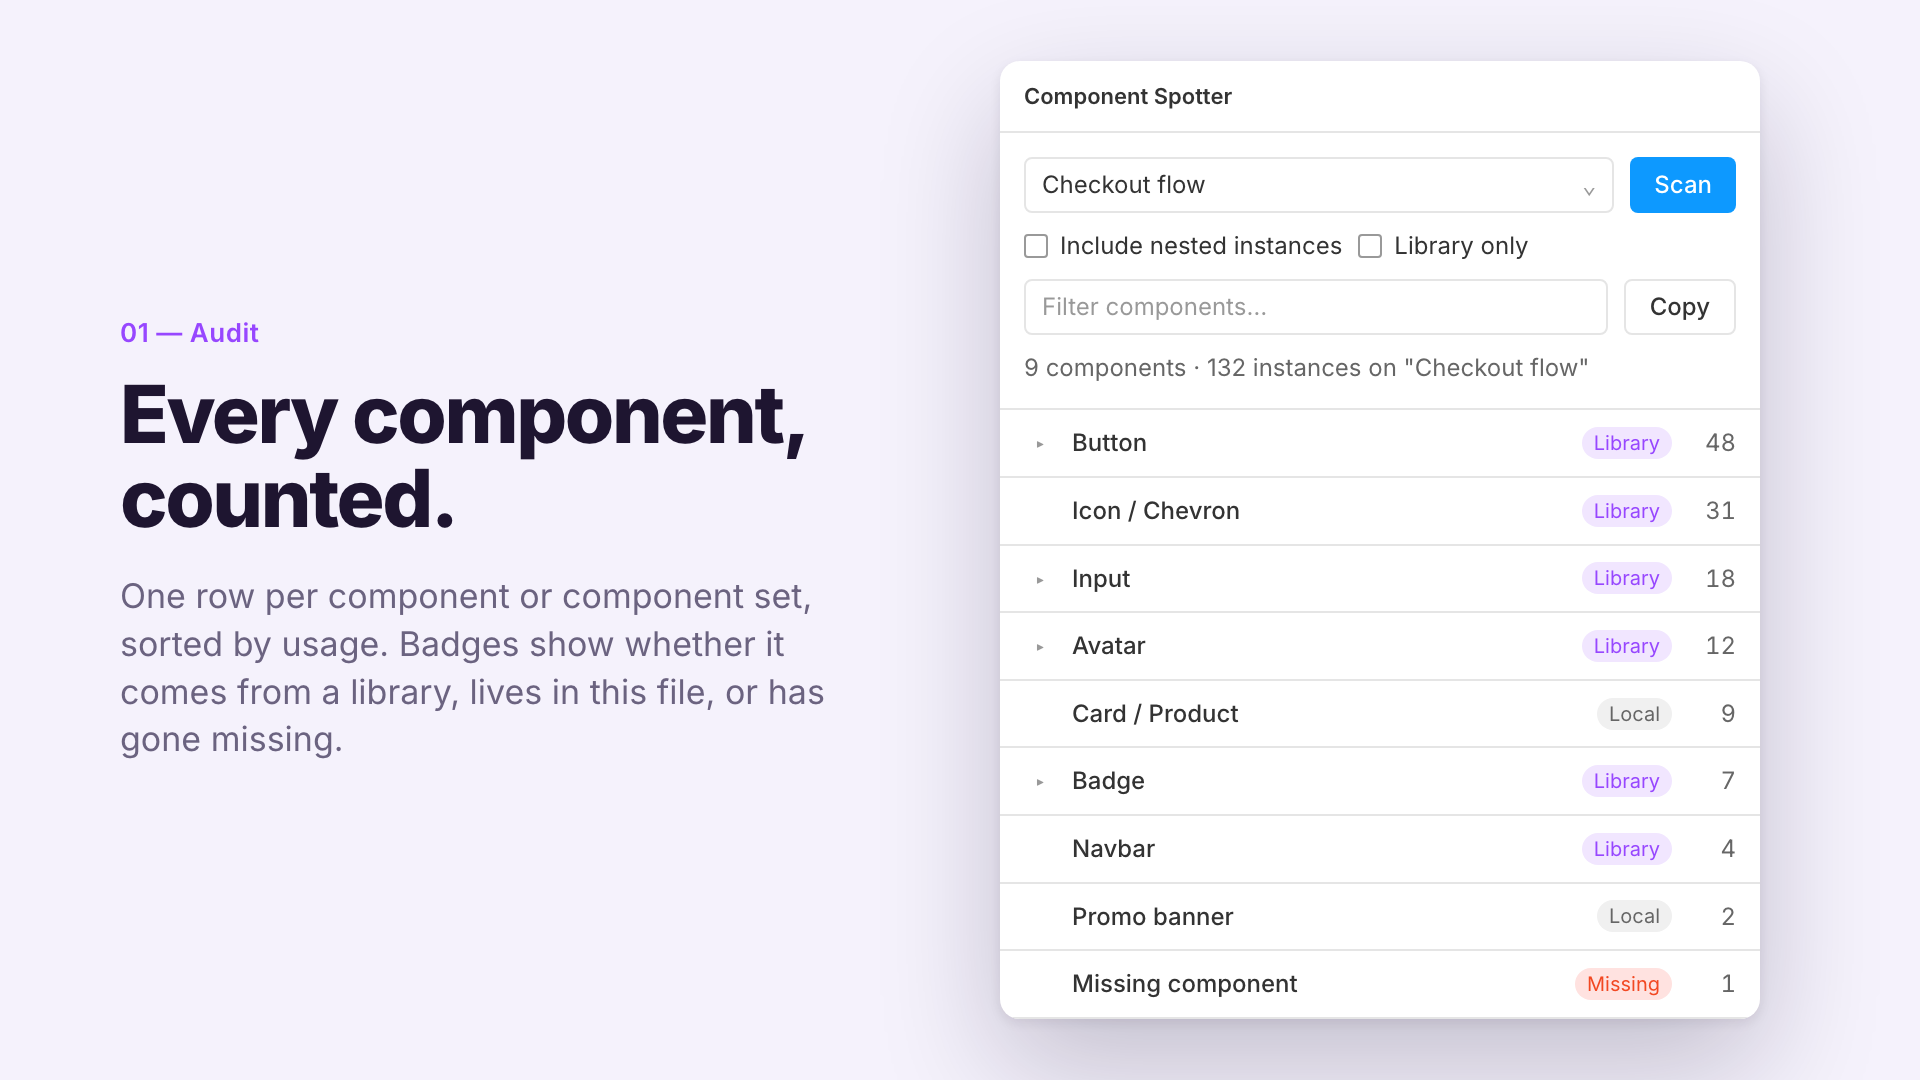 01 — Audit
Every component,
counted.
One row per component or component set,
sorted by usage. Badges show whether it
comes from a library, lives in this file, or has
gone missing.
Component Spotter
Checkout flow
Scan
Include nested instances
Library only
Filter components...
Copy
9 components · 132 instances on "Checkout flow"
Button Library 48
Icon / Chevron Library 31
Input Library 18
Avatar Library 12
Card / Product Local 9
Badge Library 7
Navbar Library 4
Promo banner Local 2
Missing component Missing 1